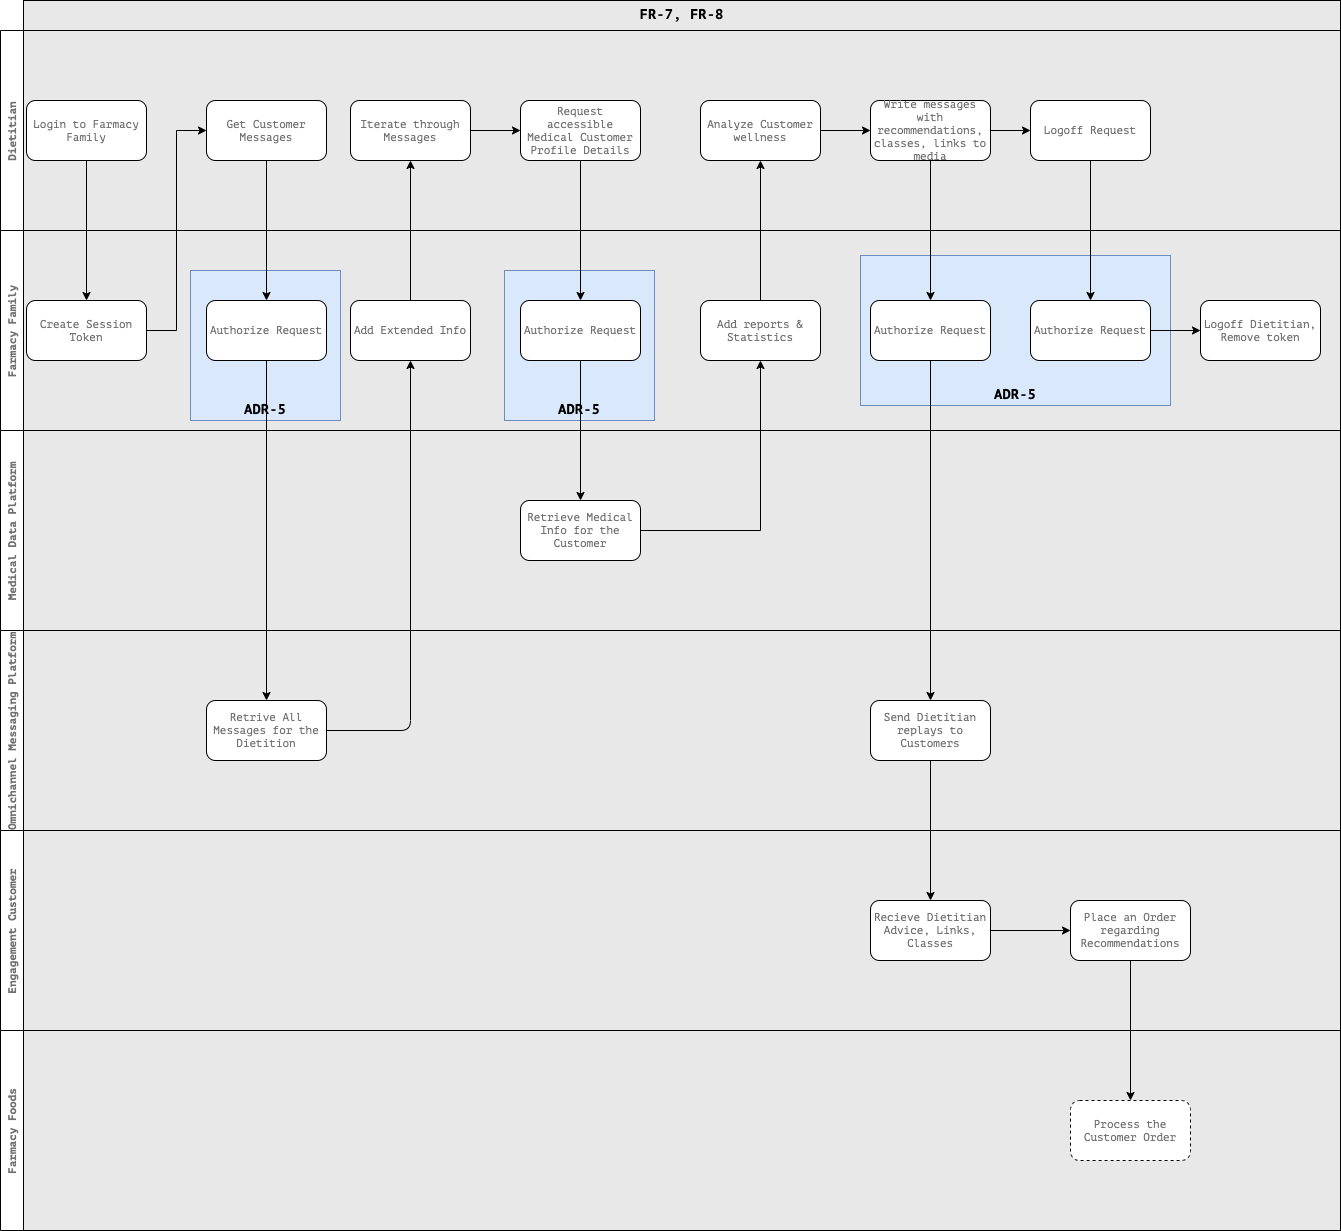 FR-7, FR-8
Dietitian
Login to Farmacy
Family
Get Customer
Messages
Iterate through
Messages
Request
accessible
Medical Customer
Profile Details
Analyze Customer
wellness
Write messages
with
recommendations,
classes, links to
media
Logoff Request
Farmacy Family
Create Session
Token
Authorize Request
ADR-5
Add Extended Info
Authorize Request
ADR-5
Add reports &
Statistics
Authorize Request
Authorize Request
ADR-5
Logoff Dietitian,
Remove token
Medical Data Platform
Retrieve Medical
Info for the
Customer
Omnichannel Messaging Platform
Retrive All
Messages for the
Dietition
Send Dietitian
replays to
Customers
Engagement Customer
Recieve Dietitian
Advice, Links,
Classes
Place an Order
regarding
Recommendations
Farmacy Foods
Process the
Customer Order